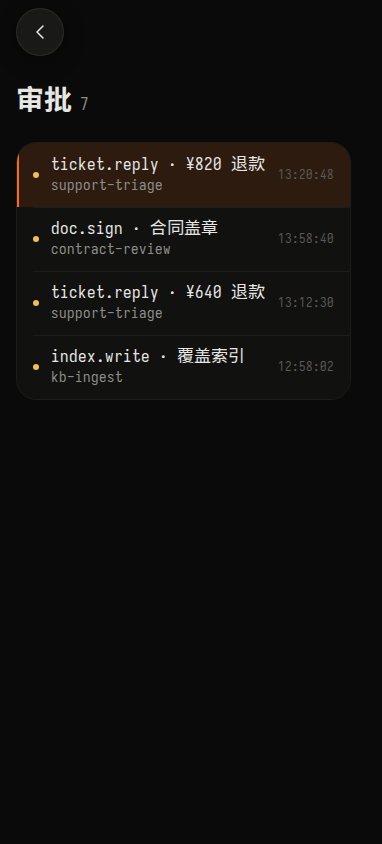 审批 7
ticket.reply · ¥820 退款 13:20:48
support-triage
doc.sign · 合同盖章 13:58:40
contract-review
ticket.reply · ¥640 退款 13:12:30
support-triage
index.write · 覆盖索引 12:58:02
kb-ingest